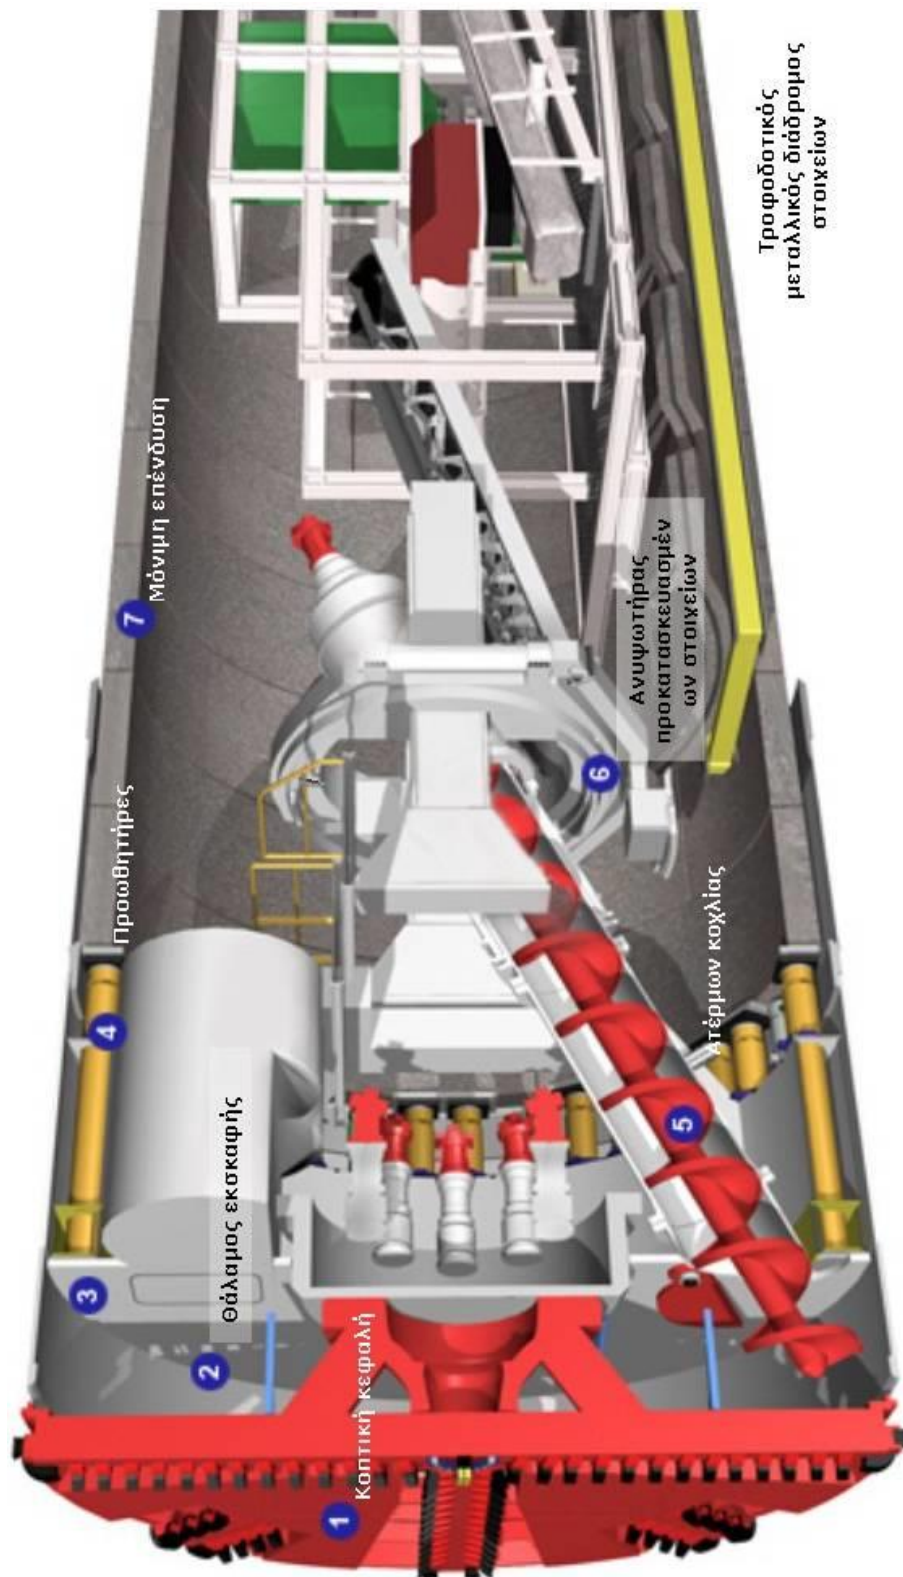 1
Κοπτική κεφαλή
2
Θάλαμος εκσκαφής
3
4
Προωθητήρες
5
Ατέρμων κοχλίας
6
Ανυψωτήρας
προκατασκευασμέν
ων στοιχείων
7
Μόνιμη επένδυση
Τροφοδοτικός
μεταλλικός διάδρομος
στοιχείων